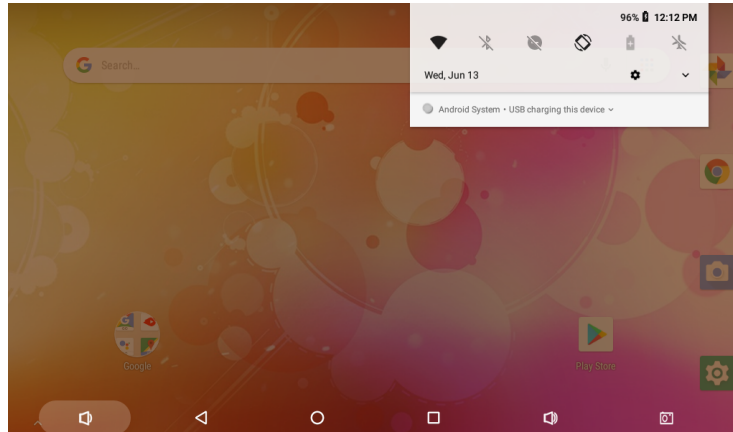 96% 12:12 PM
Search...
Wed, Jun 13
Android System • USB charging this device
Google
Play Store